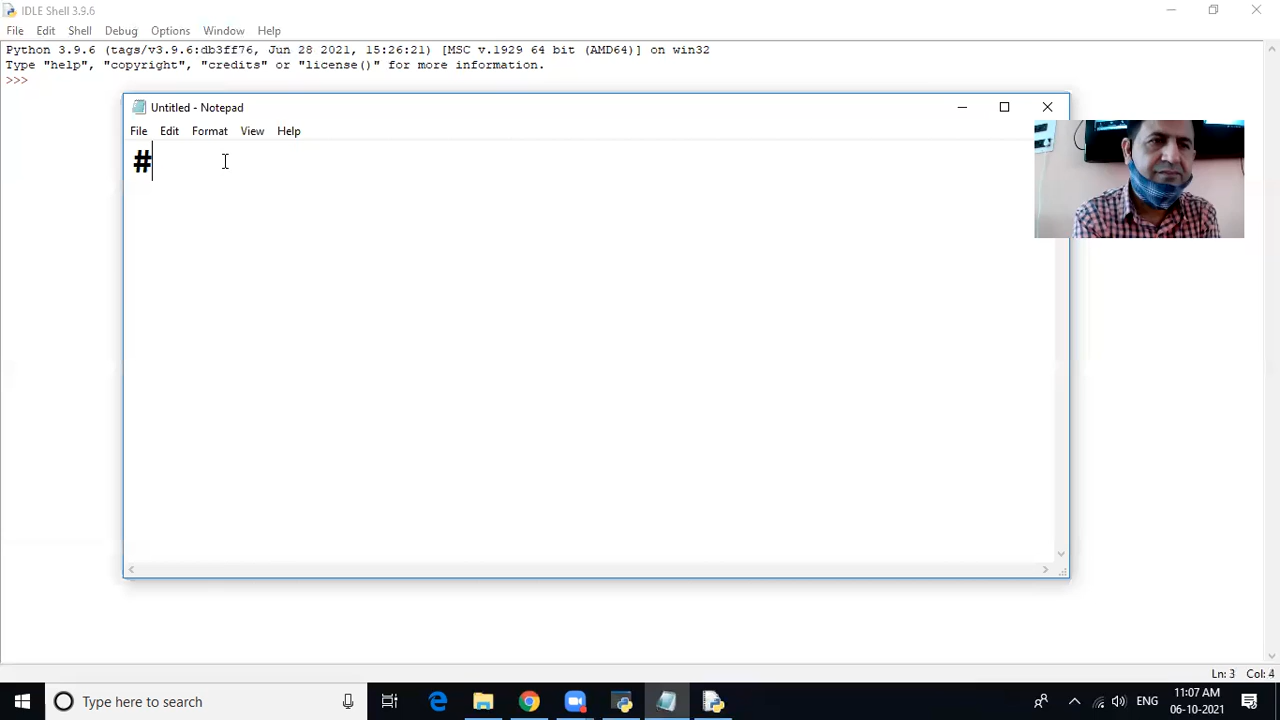 IDLE Shell 3.9.6
File Edit Shell Debug Options Window Help
Python 3.9.6 (tags/v3.9.6:db3ff76, Jun 28 2021, 15:26:21) [MSC v.1929 64 bit (AMD64)] on win32
Type "help", "copyright", "credits" or "license()" for more information.
>>>
Untitled - Notepad
File Edit Format View Help
#
Ln: 3 Col: 4
Type here to search
ENG
11:07 AM
06-10-2021